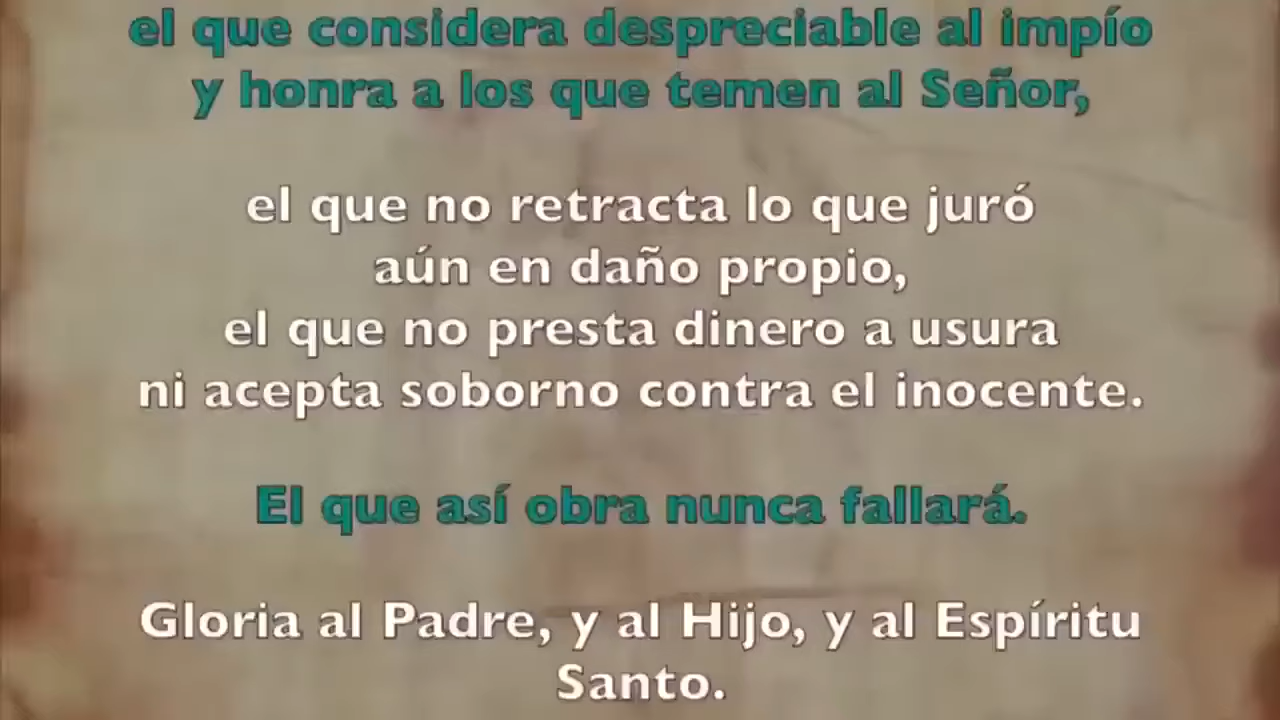 el que considera despreciable al impío
y honra a los que temen al Señor,
el que no retracta lo que juró
aún en daño propio,
el que no presta dinero a usura
ni acepta soborno contra el inocente.
El que así obra nunca fallará.
Gloria al Padre, y al Hijo, y al Espíritu
Santo.